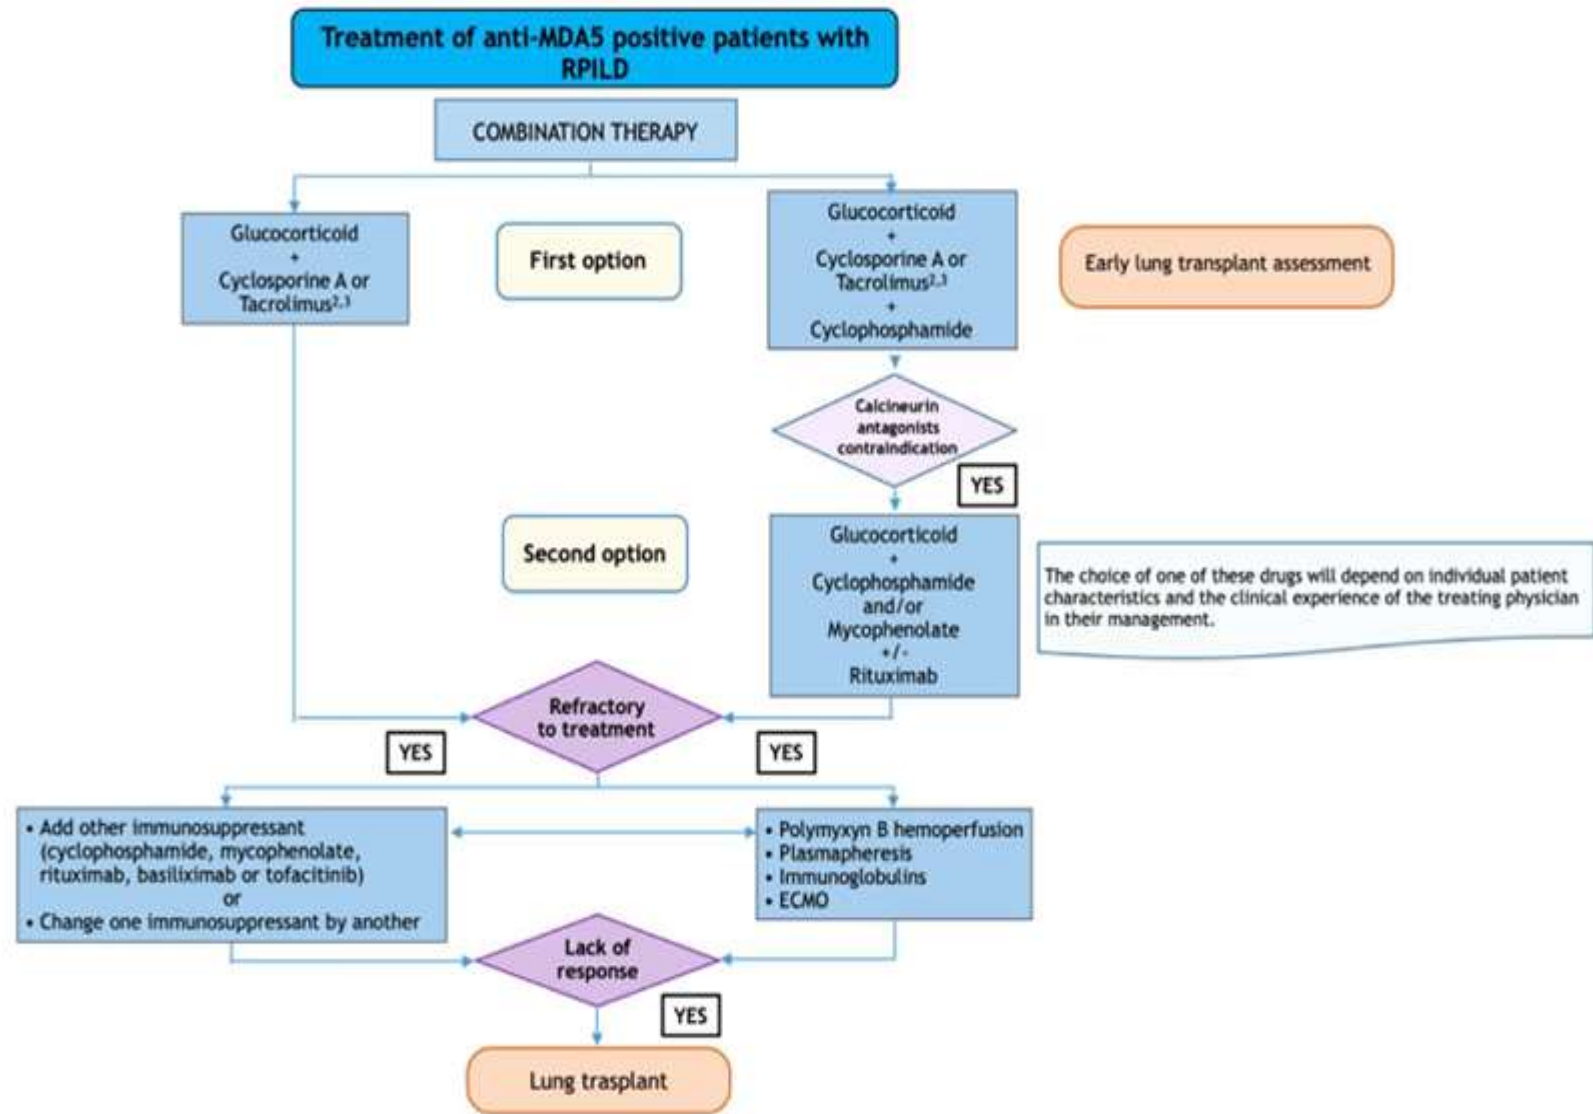 Treatment of anti-MDA5 positive patients with
RPILD
COMBINATION THERAPY
Glucocorticoid
+
Cyclosporine A or
Tacrolimus2,3
First option
Glucocorticoid
+
Cyclosporine A or
Tacrolimus2,3
+
Cyclophosphamide
Early lung transplant assessment
Calcineurin
antagonists
contraindication
YES
Second option
Glucocorticoid
+
Cyclophosphamide
and/or
Mycophenolate
+/-
Rituximab
The choice of one of these drugs will depend on individual patient
characteristics and the clinical experience of the treating physician
in their management.
Refractory
to treatment
YES
YES
• Add other immunosuppressant
(cyclophosphamide, mycophenolate,
rituximab, basiliximab or tofacitinib)
or
• Change one immunosuppressant by another
• Polymyxyn B hemoperfusion
• Plasmapheresis
• Immunoglobulins
• ECMO
Lack of
response
YES
Lung trasplant